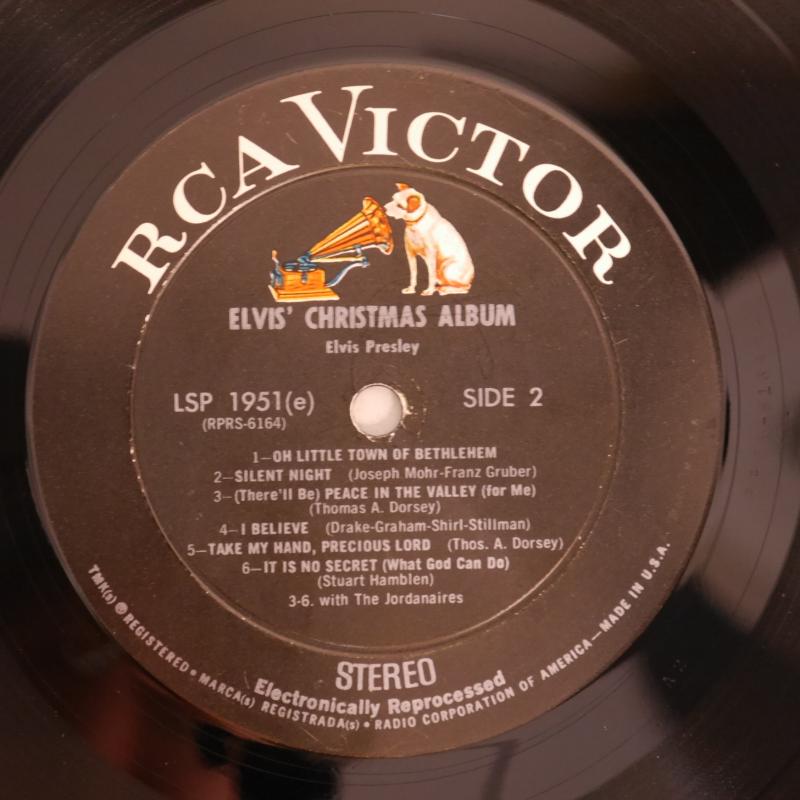 RCA VICTOR
ELVIS' CHRISTMAS ALBUM
Elvis Presley
LSP 1951(e)
(RPRS-6164)
SIDE 2
1—OH LITTLE TOWN OF BETHLEHEM
2—SILENT NIGHT (Joseph Mohr-Franz Gruber)
3—(There'll Be) PEACE IN THE VALLEY (for Me)
(Thomas A. Dorsey)
4—I BELIEVE (Drake-Graham-Shirl-Stillman)
5—TAKE MY HAND, PRECIOUS LORD (Thos. A. Dorsey)
6—IT IS NO SECRET (What God Can Do)
(Stuart Hamblen)
3-6. with The Jordanaires
STEREO
Electronically Reprocessed
TMK(s) ® REGISTERED • MARCA(s) REGISTRADA(s) • RADIO CORPORATION OF AMERICA—MADE IN U.S.A.